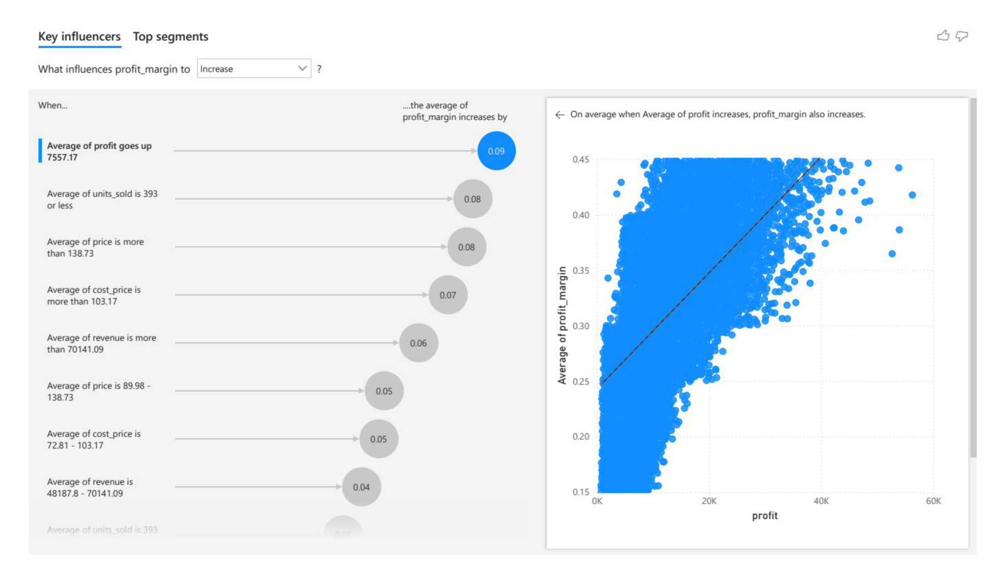 Key influencers Top segments
What influences profit_margin to Increase ?
When...
....the average of
profit_margin increases by
Average of profit goes up
7557.17
0.09
Average of units_sold is 393
or less
0.08
Average of price is more
than 138.73
0.08
Average of cost_price is
more than 103.17
0.07
Average of revenue is more
than 70141.09
0.06
Average of price is 89.98 -
138.73
0.05
Average of cost_price is
72.81 - 103.17
0.05
Average of revenue is
48187.8 - 70141.09
0.04
Average of units_sold is 393
0.03
← On average when Average of profit increases, profit_margin also increases.
Average of profit_margin
0.45
0.40
0.35
0.30
0.25
0.20
0.15
0K 20K 40K 60K
profit